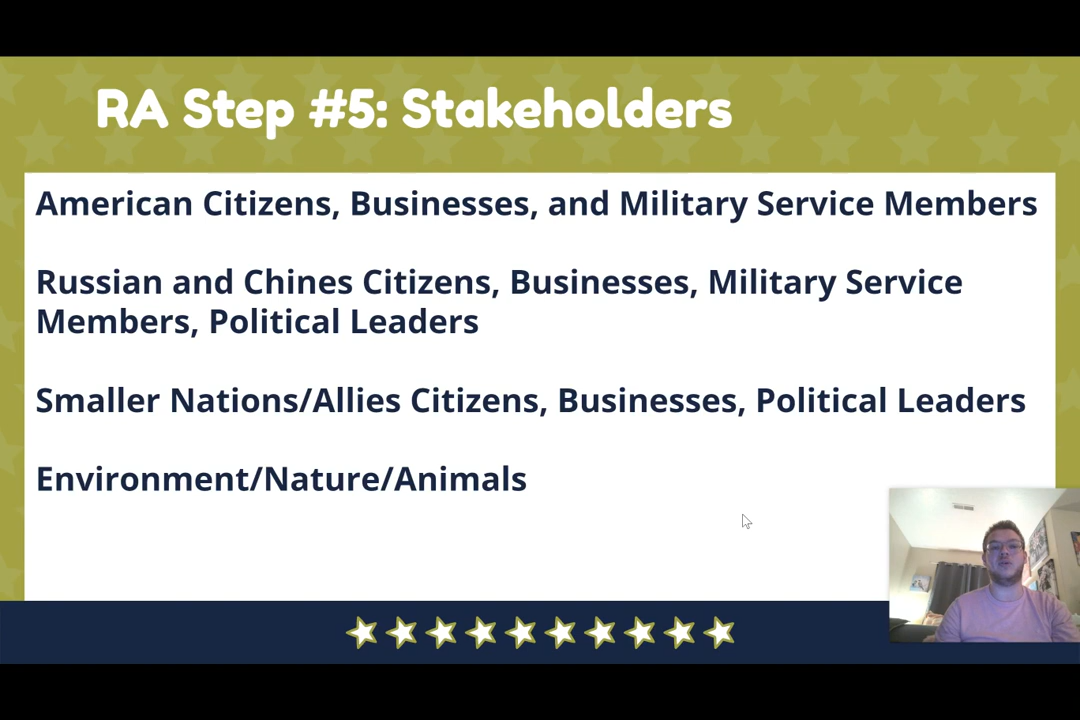 RA Step #5: Stakeholders
American Citizens, Businesses, and Military Service Members
Russian and Chines Citizens, Businesses, Military Service
Members, Political Leaders
Smaller Nations/Allies Citizens, Businesses, Political Leaders
Environment/Nature/Animals